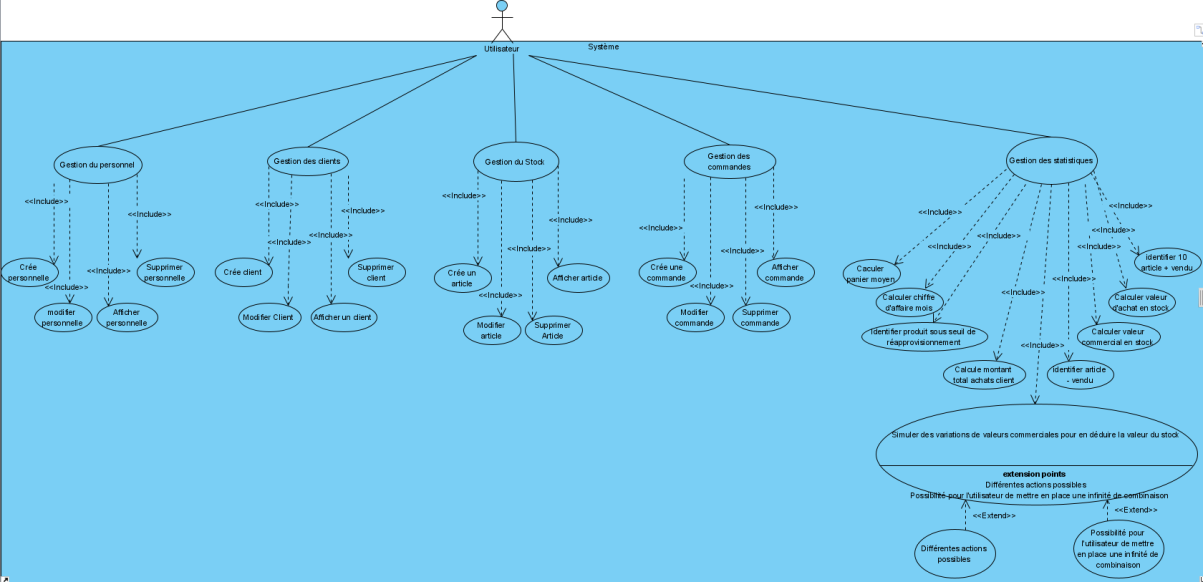 Utilisateur
Système
Gestion du personnel
Gestion des clients
Gestion du Stock
Gestion des
commandes
Gestion des statistiques
<<Include>>
<<Include>>
<<Include>>
<<Include>>
Crée
personnelle
modifier
personnelle
Afficher
personnelle
Supprimer
personnelle
<<Include>>
<<Include>>
<<Include>>
<<Include>>
Crée client
Modifier Client
Afficher un client
Supprimer
client
<<Include>>
<<Include>>
<<Include>>
<<Include>>
Crée un
article
Modifier
article
Supprimer
Article
Afficher article
<<Include>>
<<Include>>
<<Include>>
<<Include>>
Crée une
commande
Modifier
commande
Supprimer
commande
Afficher
commande
<<Include>>
<<Include>>
<<Include>>
<<Include>>
<<Include>>
<<Include>>
<<Include>>
Caculer
panier moyen
Calculer chiffre
d'affaire mois
Identifier produit sous seuil de
réapprovisionnement
Calcule montant
total achats client
Identifier article
- vendu
Calculer valeur
commercial en stock
Calculer valeur
d'achat en stock
identifier 10
article + vendu
Simuler des variations de valeurs commerciales pour en déduire la valeur du stock
extension points
Différentes actions possibles
Possibilité pour l'utilisateur de mettre en place une infinité de combinaison
<<Extend>>
<<Extend>>
Différentes actions
possibles
Possibilité pour
l'utilisateur de mettre
en place une infinité de
combinaison